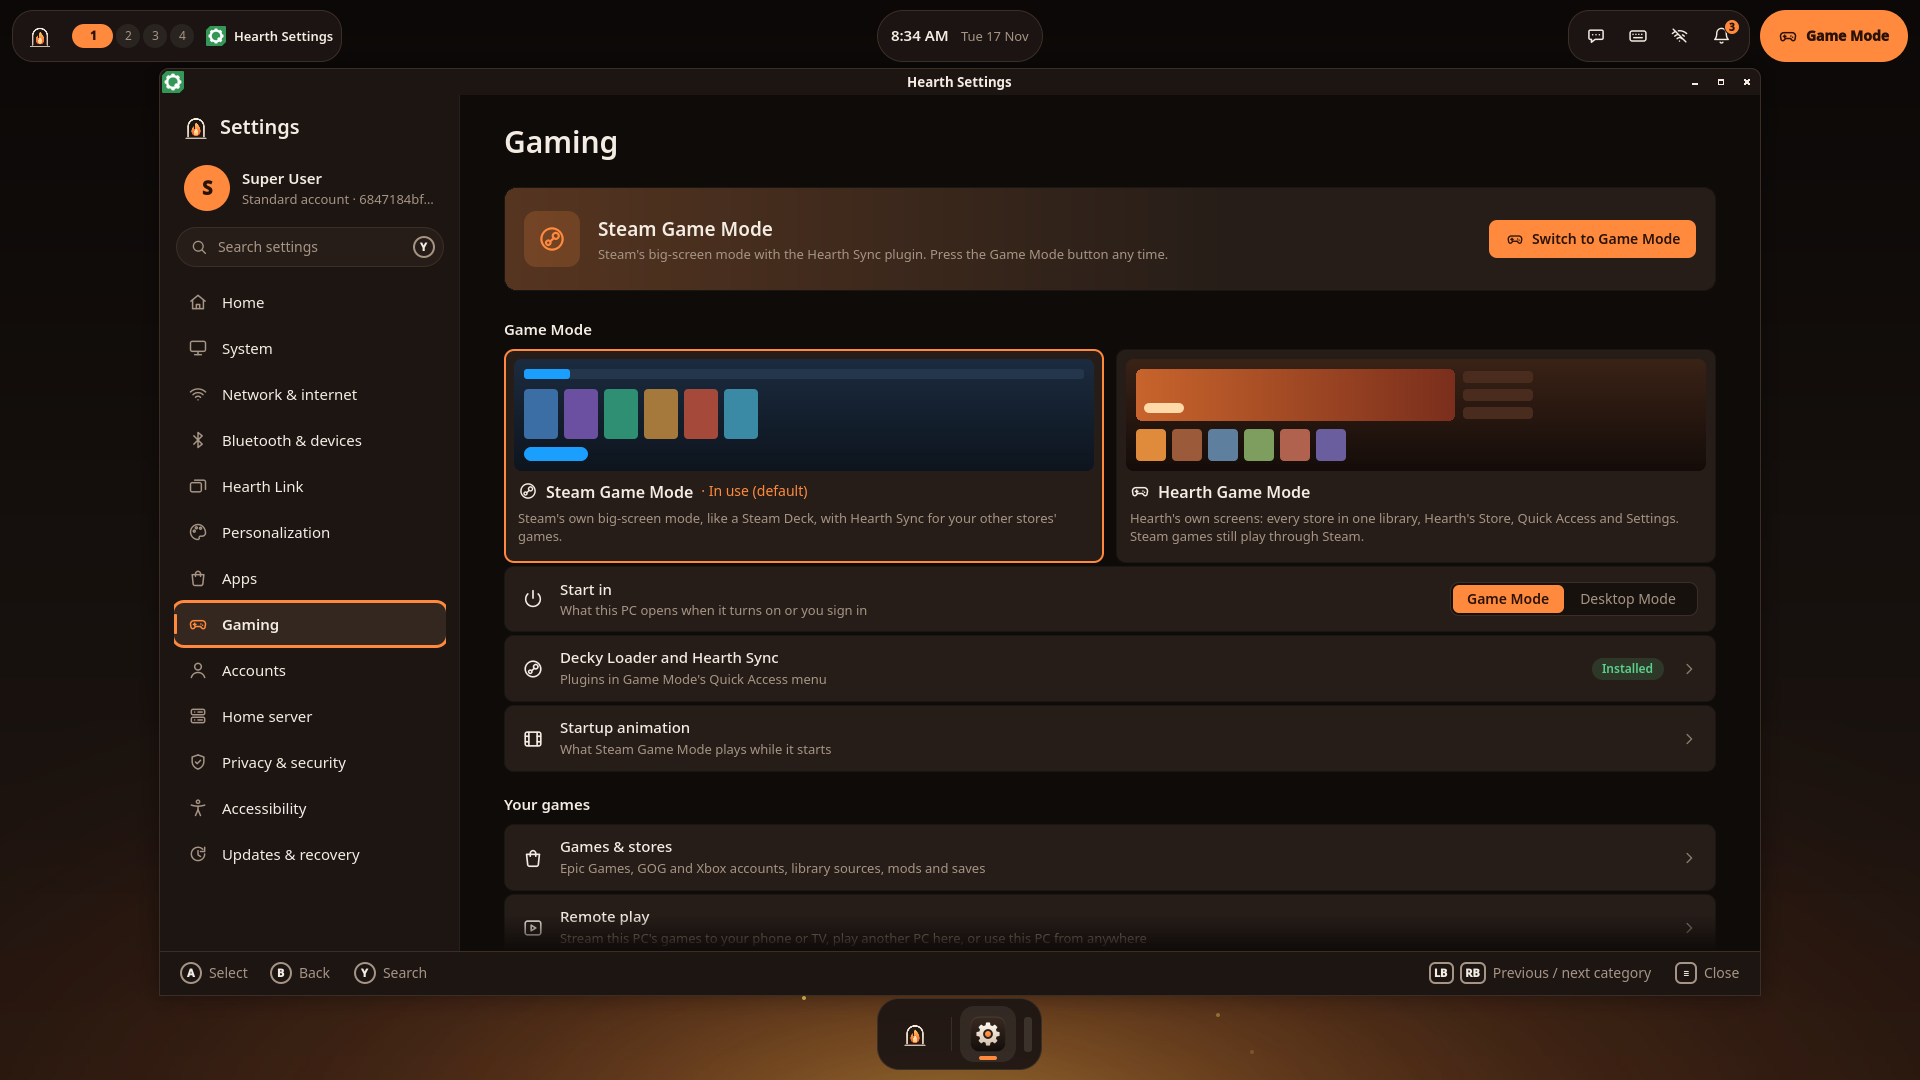 1 2 3 4 Hearth Settings
8:34 AM Tue 17 Nov
3
Game Mode
Hearth Settings
Settings
S
Super User
Standard account · 6847184bf...
Search settings Y
Home
System
Network & internet
Bluetooth & devices
Hearth Link
Personalization
Apps
Gaming
Accounts
Home server
Privacy & security
Accessibility
Updates & recovery
Gaming
Steam Game Mode
Steam's big-screen mode with the Hearth Sync plugin. Press the Game Mode button any time.
Switch to Game Mode
Game Mode
Steam Game Mode · In use (default)
Steam's own big-screen mode, like a Steam Deck, with Hearth Sync for your other stores'
games.
Hearth Game Mode
Hearth's own screens: every store in one library, Hearth's Store, Quick Access and Settings.
Steam games still play through Steam.
Start in
What this PC opens when it turns on or you sign in
Game Mode Desktop Mode
Decky Loader and Hearth Sync
Plugins in Game Mode's Quick Access menu
Installed
Startup animation
What Steam Game Mode plays while it starts
Your games
Games & stores
Epic Games, GOG and Xbox accounts, library sources, mods and saves
Remote play
Stream this PC's games to your phone or TV, play another PC here, or use this PC from anywhere
A Select B Back Y Search
LB RB Previous / next category ≡ Close